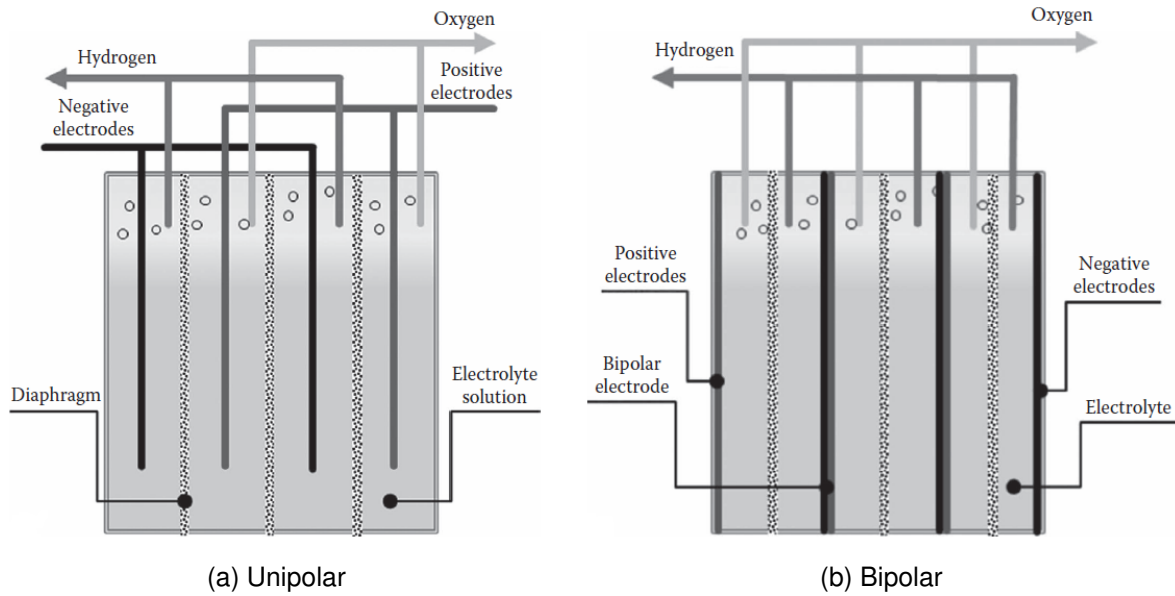 Oxygen
Hydrogen
Positive
electrodes
Negative
electrodes
Diaphragm
Electrolyte
solution
(a) Unipolar
Oxygen
Hydrogen
Positive
electrodes
Negative
electrodes
Bipolar
electrode
Electrolyte
(b) Bipolar